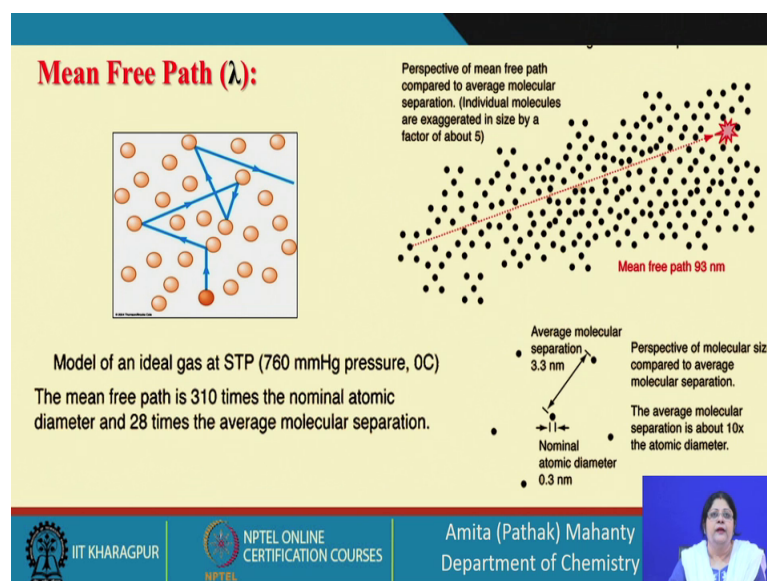 Mean Free Path (λ):
Perspective of mean free path
compared to average molecular
separation. (Individual molecules
are exaggerated in size by a
factor of about 5)
Mean free path 93 nm
Model of an ideal gas at STP (760 mmHg pressure, 0C)
The mean free path is 310 times the nominal atomic
diameter and 28 times the average molecular separation.
Average molecular
separation
3.3 nm
Nominal
atomic diameter
0.3 nm
Perspective of molecular siz
compared to average
molecular separation.
The average molecular
separation is about 10x
the atomic diameter.
IIT KHARAGPUR
NPTEL
NPTEL ONLINE
CERTIFICATION COURSES
Amita (Pathak) Mahanty
Department of Chemistry